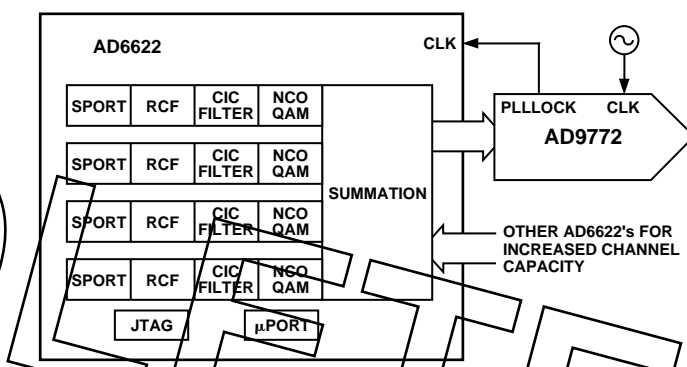 AD6622
CLK
SPORT RCF CIC FILTER NCO QAM
SPORT RCF CIC FILTER NCO QAM
SPORT RCF CIC FILTER NCO QAM
SPORT RCF CIC FILTER NCO QAM
SUMMATION
JTAG
µPORT
PLLLOCK CLK
AD9772
OTHER AD6622's FOR
INCREASED CHANNEL
CAPACITY